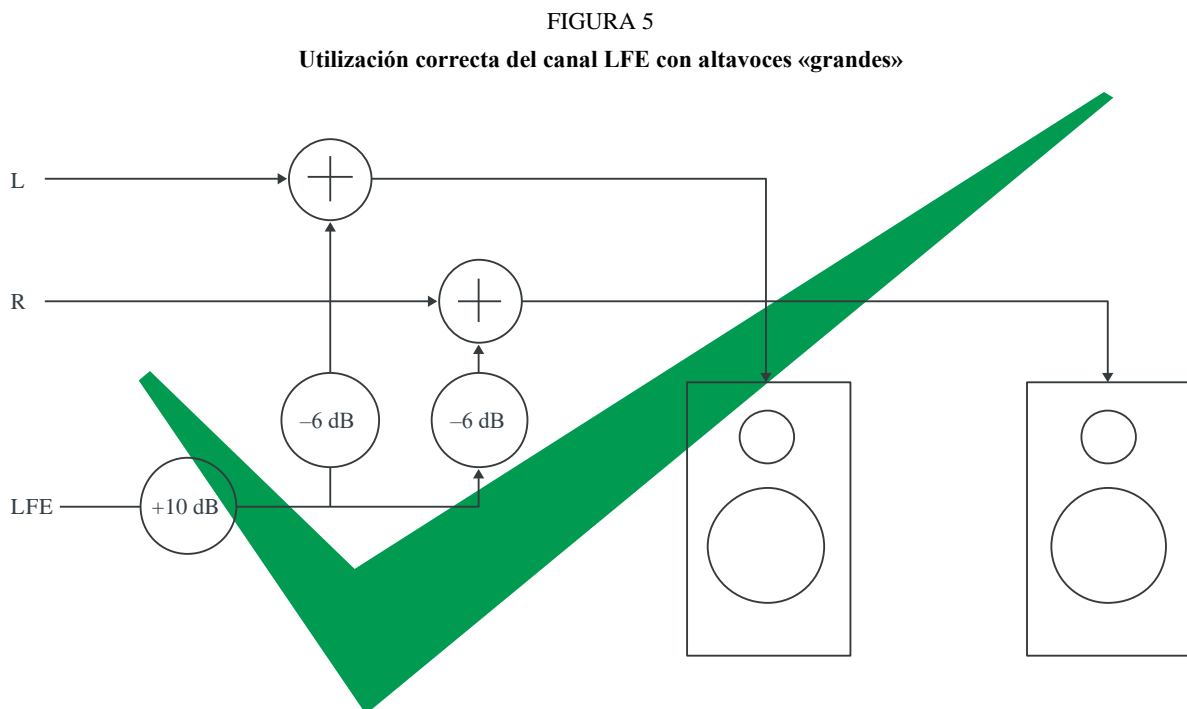 FIGURA 5
Utilización correcta del canal LFE con altavoces «grandes»
L
R
–6 dB –6 dB
LFE +10 dB